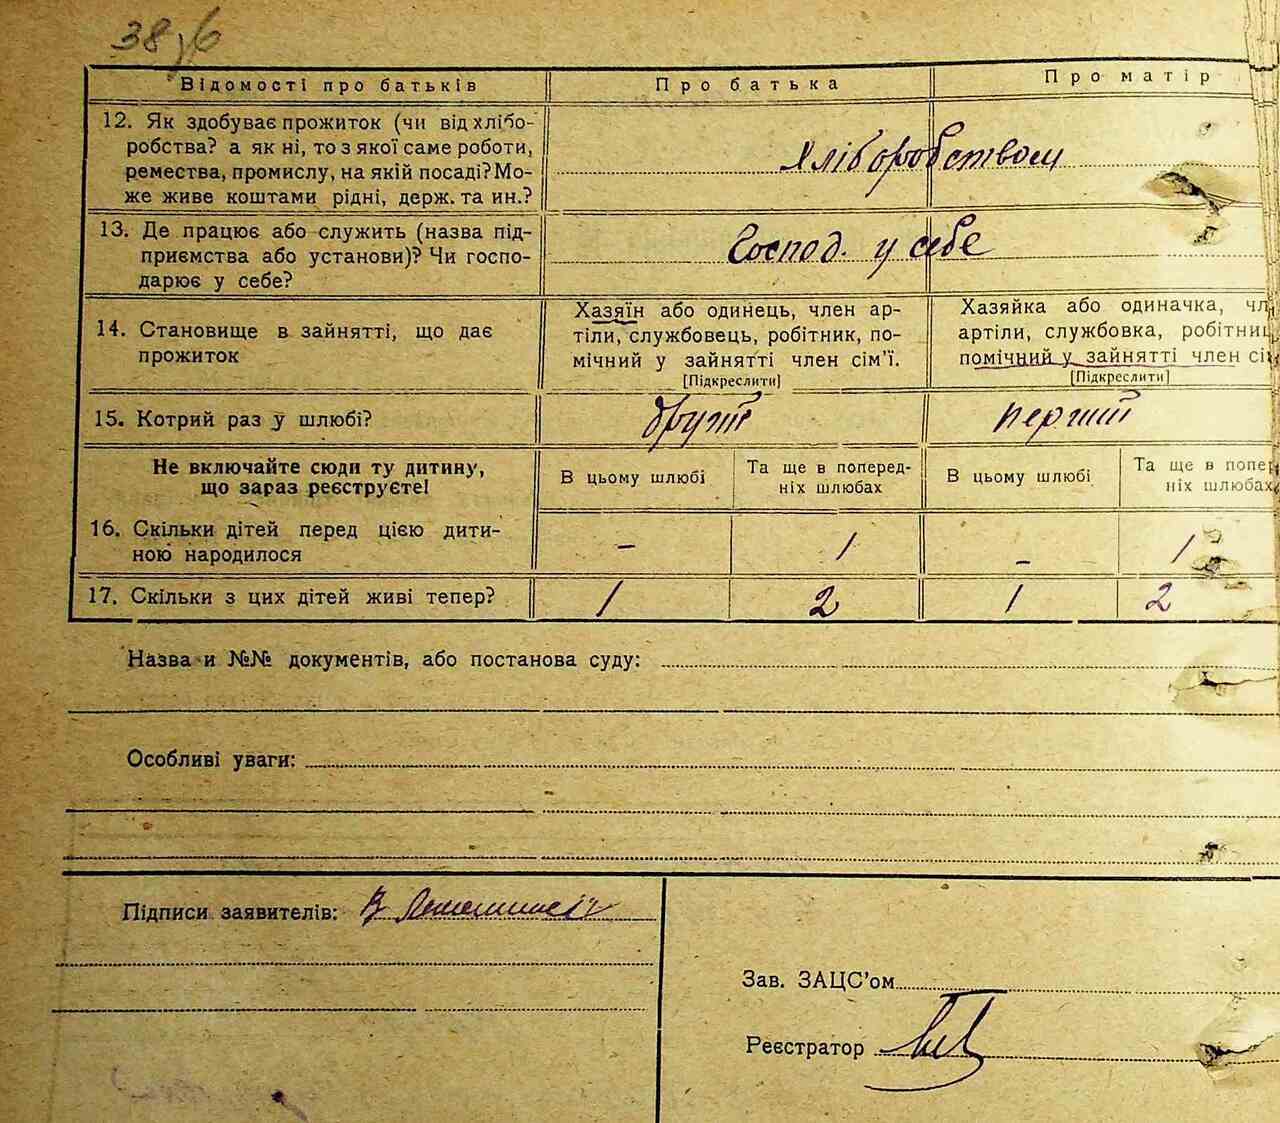 38 зб
Відомості про батьків Про батька Про матір
12. Як здобуває прожиток (чи від хлібо-
робства? а як ні, то з якої саме роботи,
ремества, промислу, на якій посаді? Мо-
же живе коштами рідні, держ. та ин.?
Хліборобством
13. Де працює або служить (назва під-
приємства або установи)? Чи госпо-
дарює у себе?
Господ. у себе
14. Становище в зайнятті, що дає
прожиток
Хазяїн або одинець, член ар-
тіли, службовець, робітник, по-
мічний у зайнятті член сім'ї.
[Підкреслити]
Хазяйка або одиначка, чл
артіли, службовка, робітниц
помічний у зайнятті член сі
[Підкреслити]
15. Котрий раз у шлюбі? другий перший
Не включайте сюди ту дитину,
що зараз реєструєте!
В цьому шлюбі
Та ще в поперед-
ніх шлюбах
В цьому шлюбі
Та ще в попер
ніх шлюбах
16. Скільки дітей перед цією дити-
ною народилося
– 1 – 1
17. Скільки з цих дітей живі тепер? 1 2 1 2
Назва и №№ документів, або постанова суду:
Особливі уваги:
Підписи заявителів: В
Зав. ЗАЦС'ом
Реєстратор